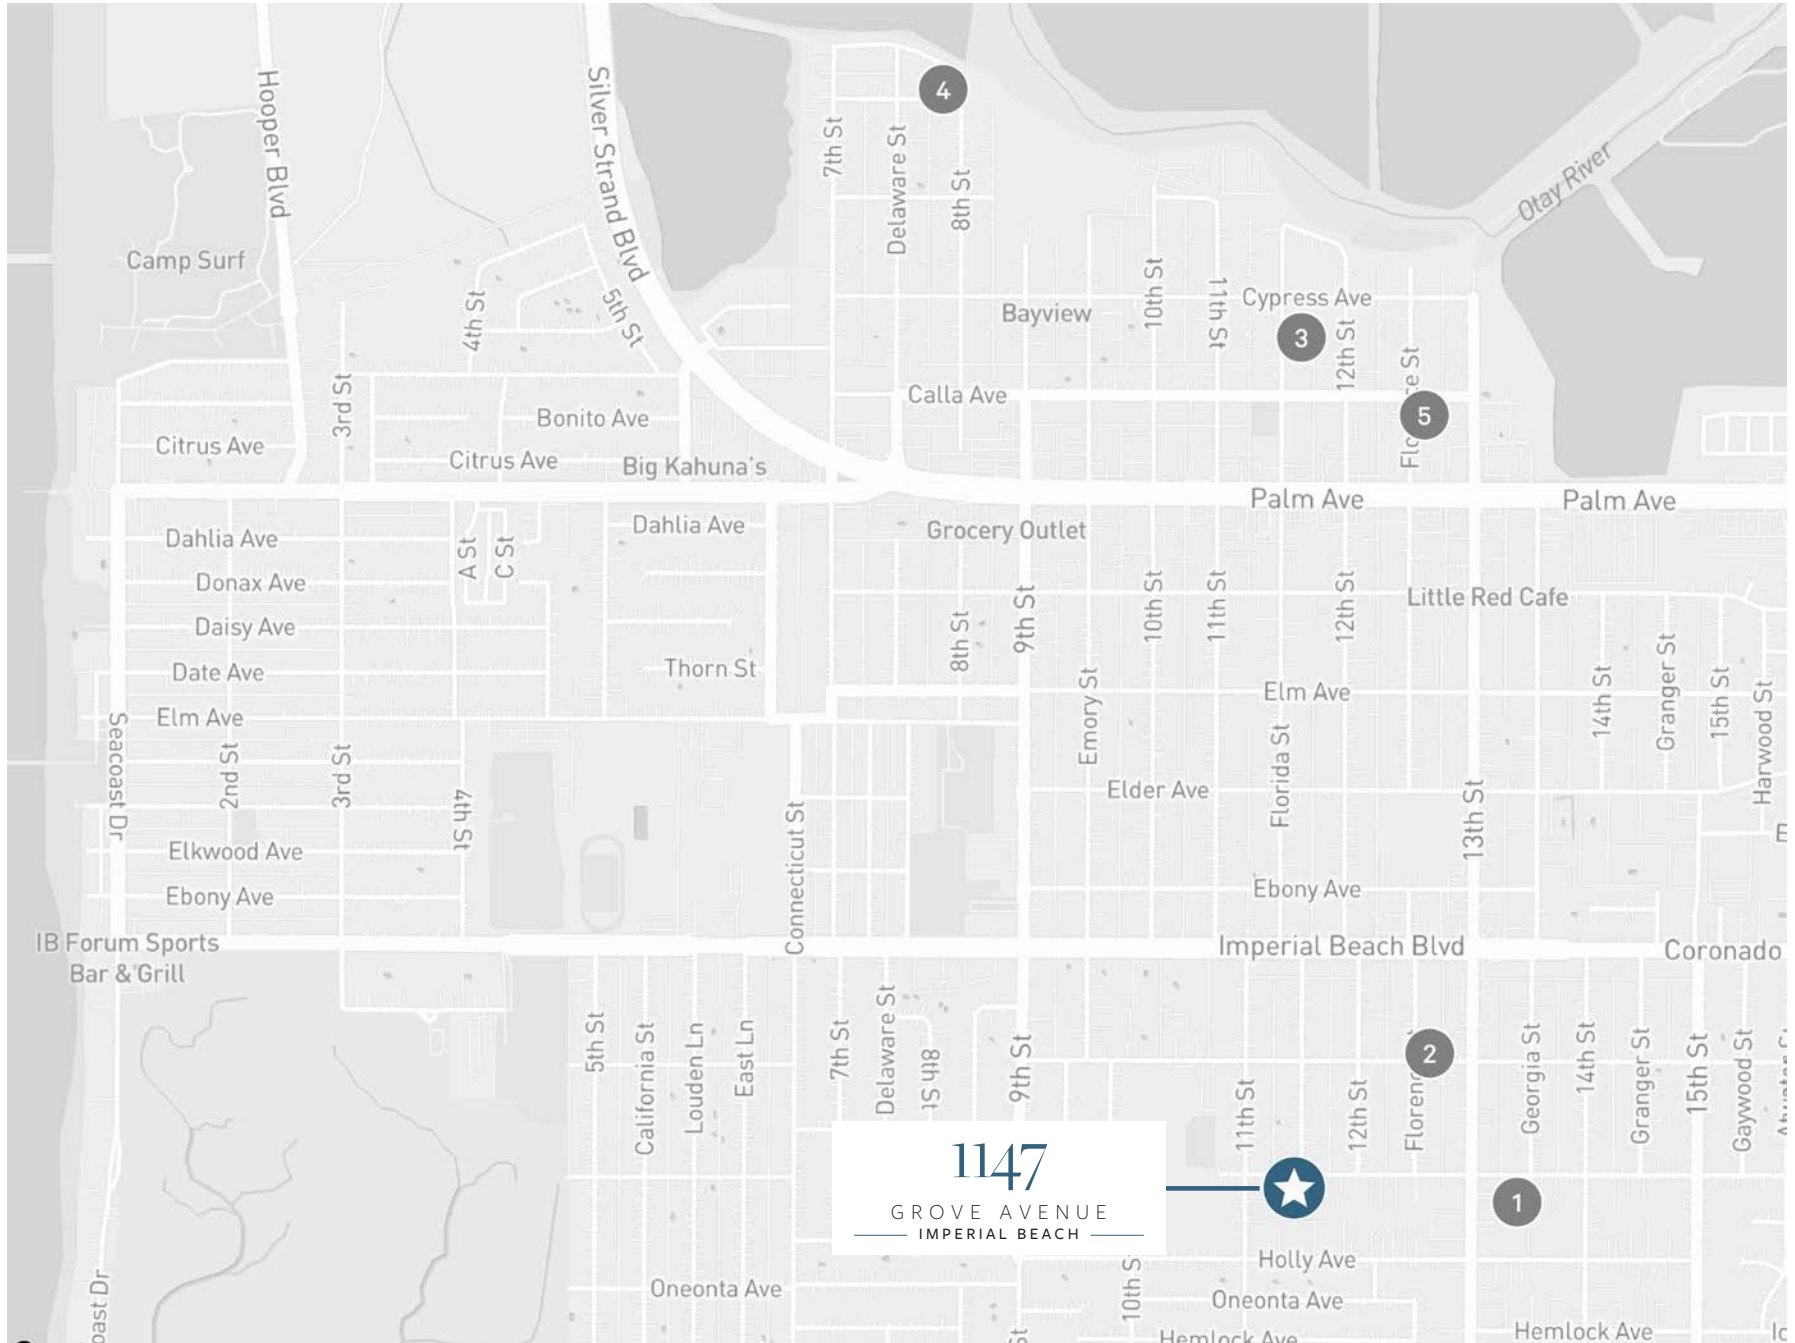 Hooper Blvd
Silver Strand Blvd
4
7th St
Delaware St
8th St
Otay River
Camp Surf
4th St
5th St
Bayview
10th St
11th St
Cypress Ave
3
12th St
3rd St
Bonito Ave
Calla Ave
5
Citrus Ave
Citrus Ave
Big Kahuna's
Palm Ave
Palm Ave
Dahlia Ave
A St
C St
Dahlia Ave
Grocery Outlet
Donax Ave
Daisy Ave
Date Ave
Thorn St
8th St
9th St
10th St
11th St
12th St
Little Red Cafe
Elm Ave
Emory St
Elm Ave
14th St
Granger St
15th St
Harwood St
Seacoast Dr
2nd St
3rd St
4th St
Florida St
Elder Ave
13th St
Connecticut St
Elkwood Ave
Ebony Ave
Ebony Ave
IB Forum Sports
Bar & Grill
Imperial Beach Blvd
Coronado
5th St
California St
Louden Ln
East Ln
7th St
Delaware St
8th St
9th St
2
11th St
12th St
Georgia St
14th St
Granger St
15th St
Gaywood St
1147
GROVE AVENUE
IMPERIAL BEACH
1
Holly Ave
Oneonta Ave
10th S
Oneonta Ave
Hemlock Ave
Hemlock Ave